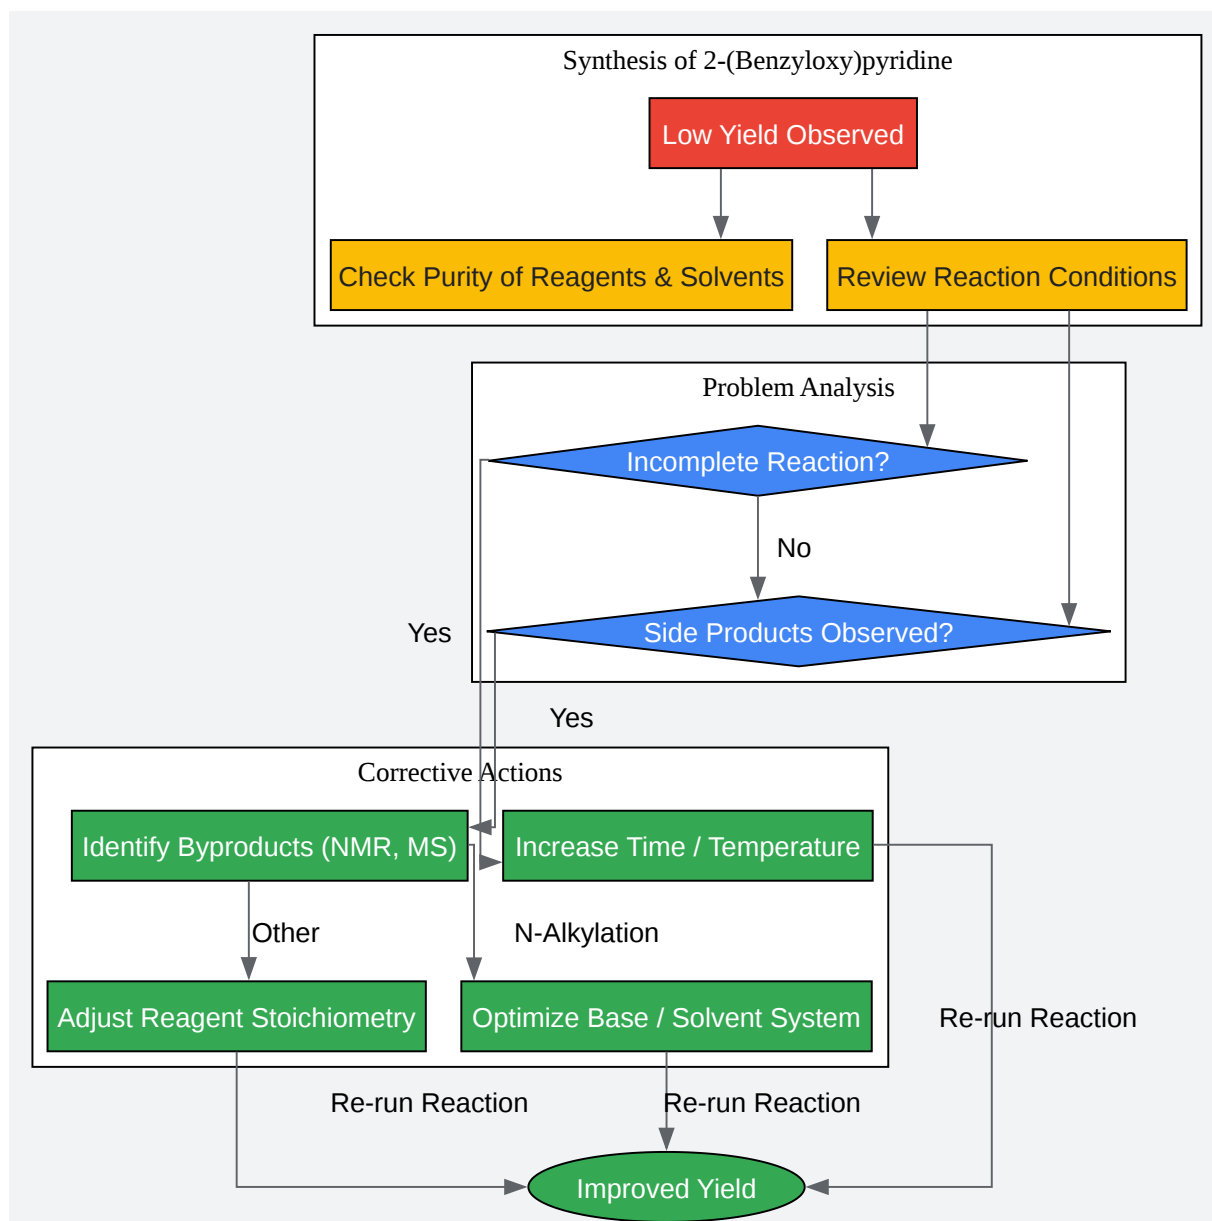 Synthesis of 2-(Benzyloxy)pyridine
Low Yield Observed
Check Purity of Reagents & Solvents
Review Reaction Conditions
Problem Analysis
Incomplete Reaction?
No
Side Products Observed?
Yes
Yes
Corrective Actions
Identify Byproducts (NMR, MS)
Increase Time / Temperature
Other
N-Alkylation
Adjust Reagent Stoichiometry
Optimize Base / Solvent System
Re-run Reaction
Re-run Reaction
Re-run Reaction
Improved Yield